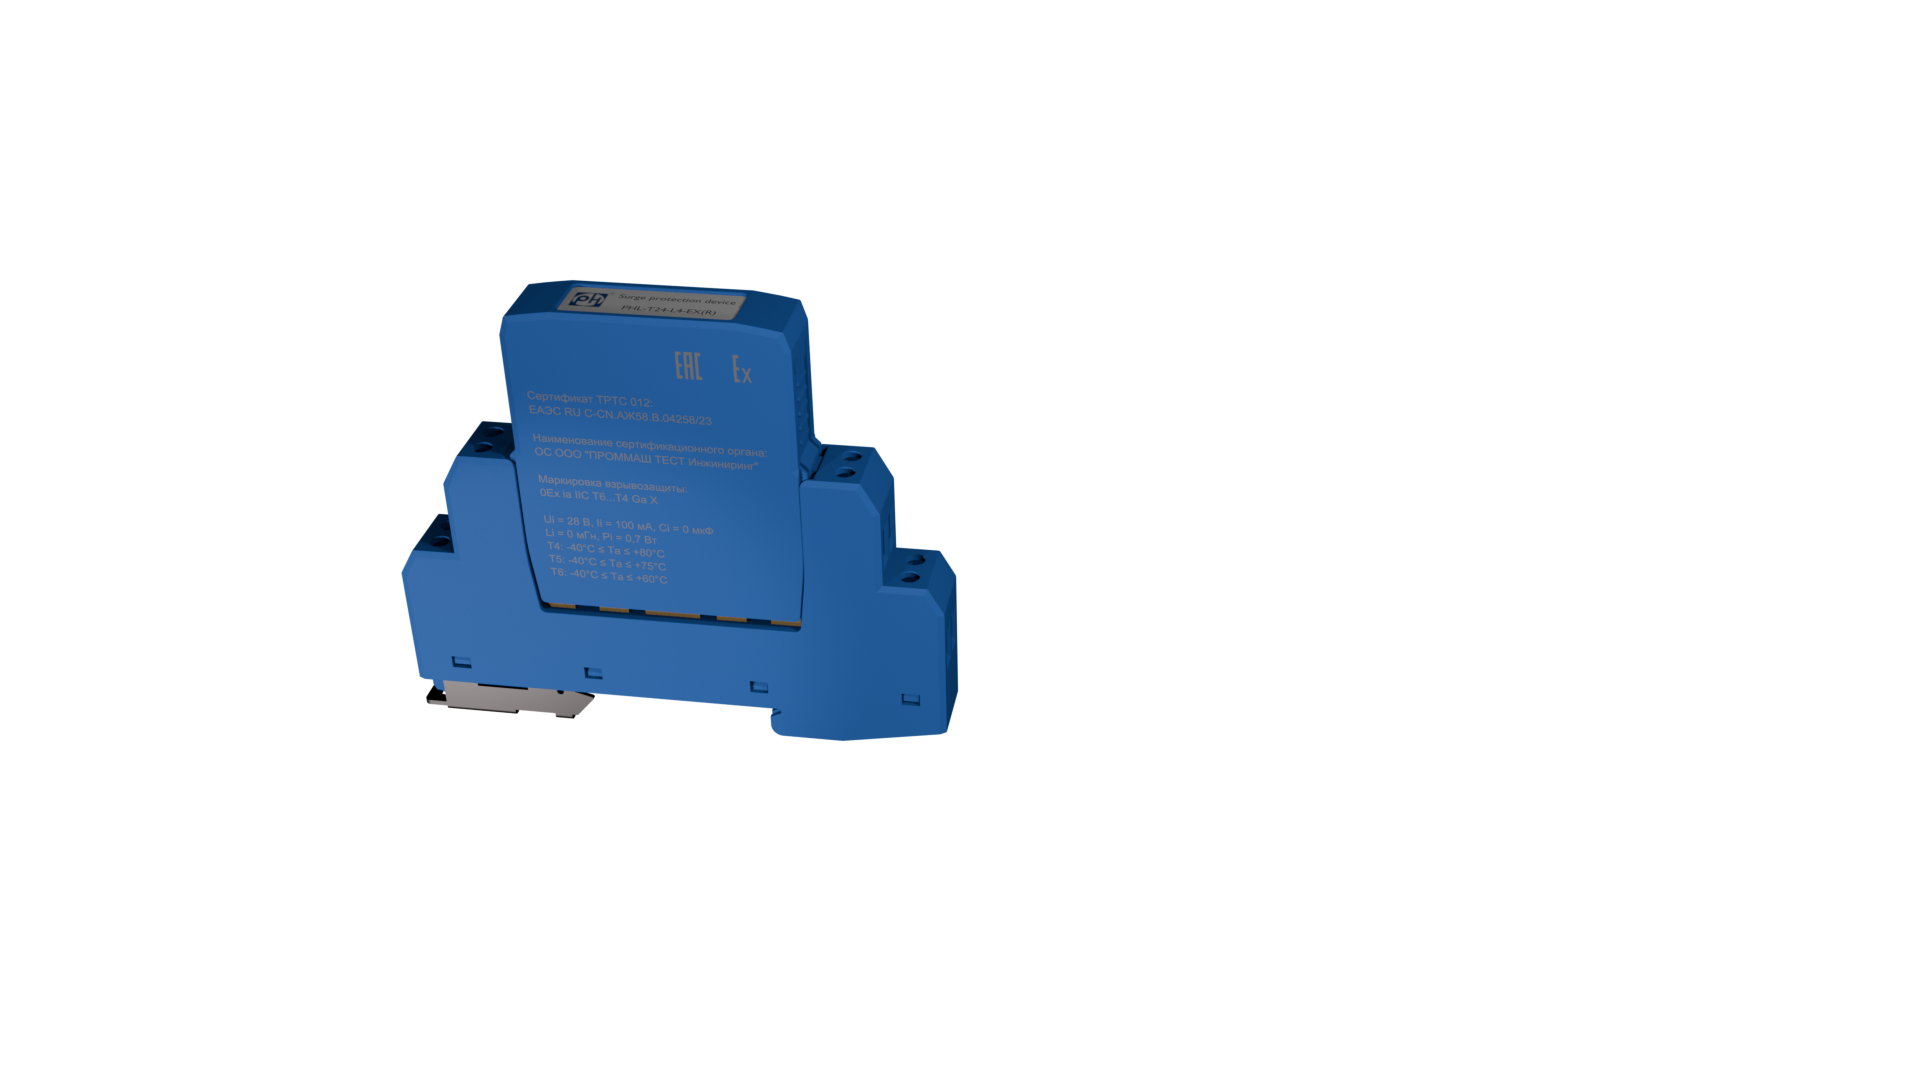 PH Surge protection device
PHL-T24-L4-EX(R)
EAC Ex
Сертификат ТРТС 012:
ЕАЭС RU C-CN.АЖ58.В.04258/23
Наименование сертификационного органа:
ОС ООО "ПРОММАШ ТЕСТ Инжиниринг"
Маркировка взрывозащиты:
0Ex ia IIC T6...T4 Ga X
Ui = 28 В, Ii = 100 мА, Ci = 0 мкФ
Li = 0 мГн, Pi = 0,7 Вт
T4: -40°C ≤ Ta ≤ +80°C
T5: -40°C ≤ Ta ≤ +75°C
T6: -40°C ≤ Ta ≤ +60°C